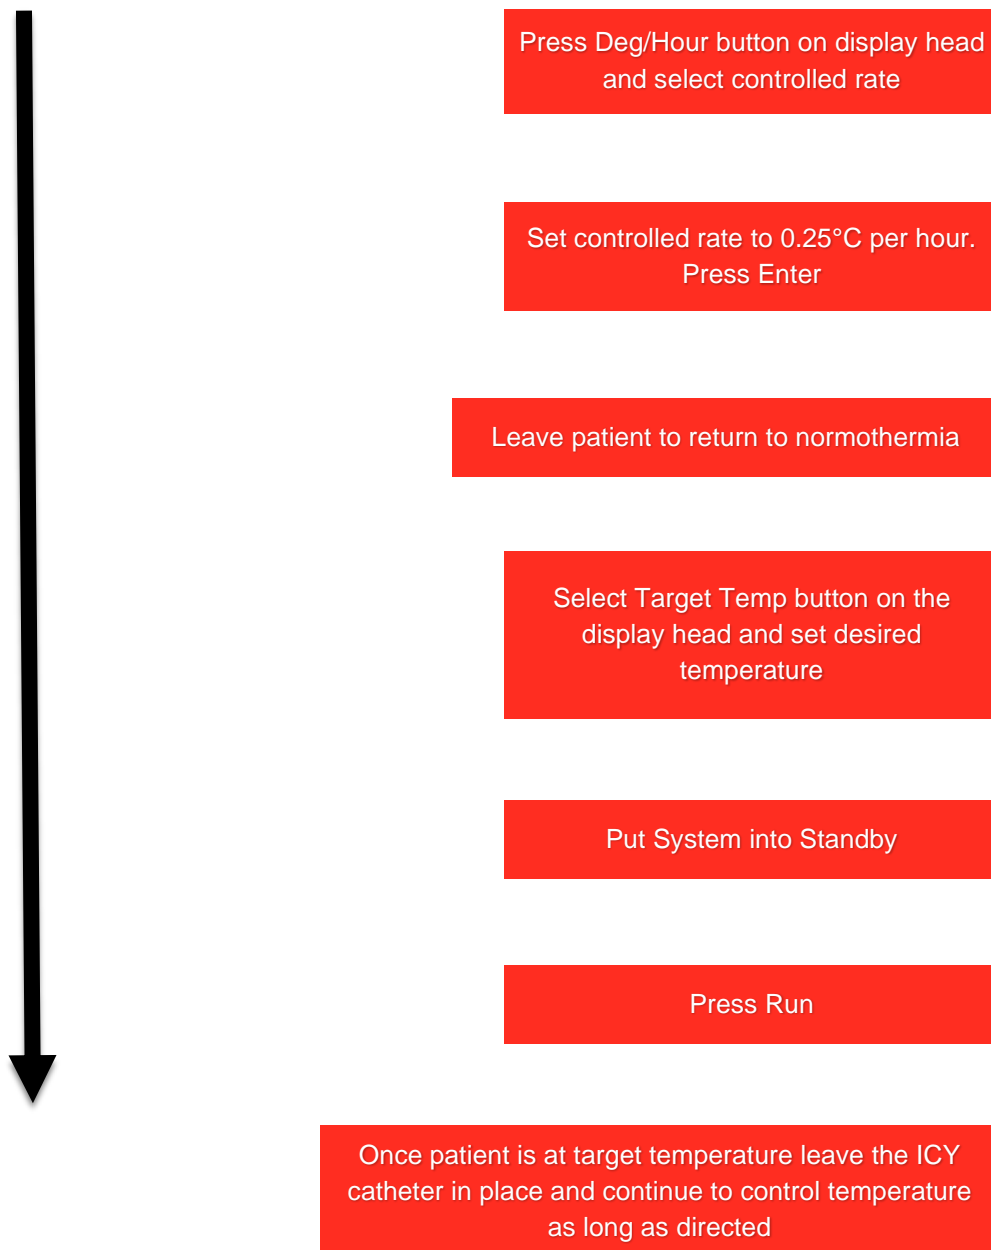 Press Deg/Hour button on display head
and select controlled rate
Set controlled rate to 0.25°C per hour.
Press Enter
Leave patient to return to normothermia
Select Target Temp button on the
display head and set desired
temperature
Put System into Standby
Press Run
Once patient is at target temperature leave the ICY
catheter in place and continue to control temperature
as long as directed